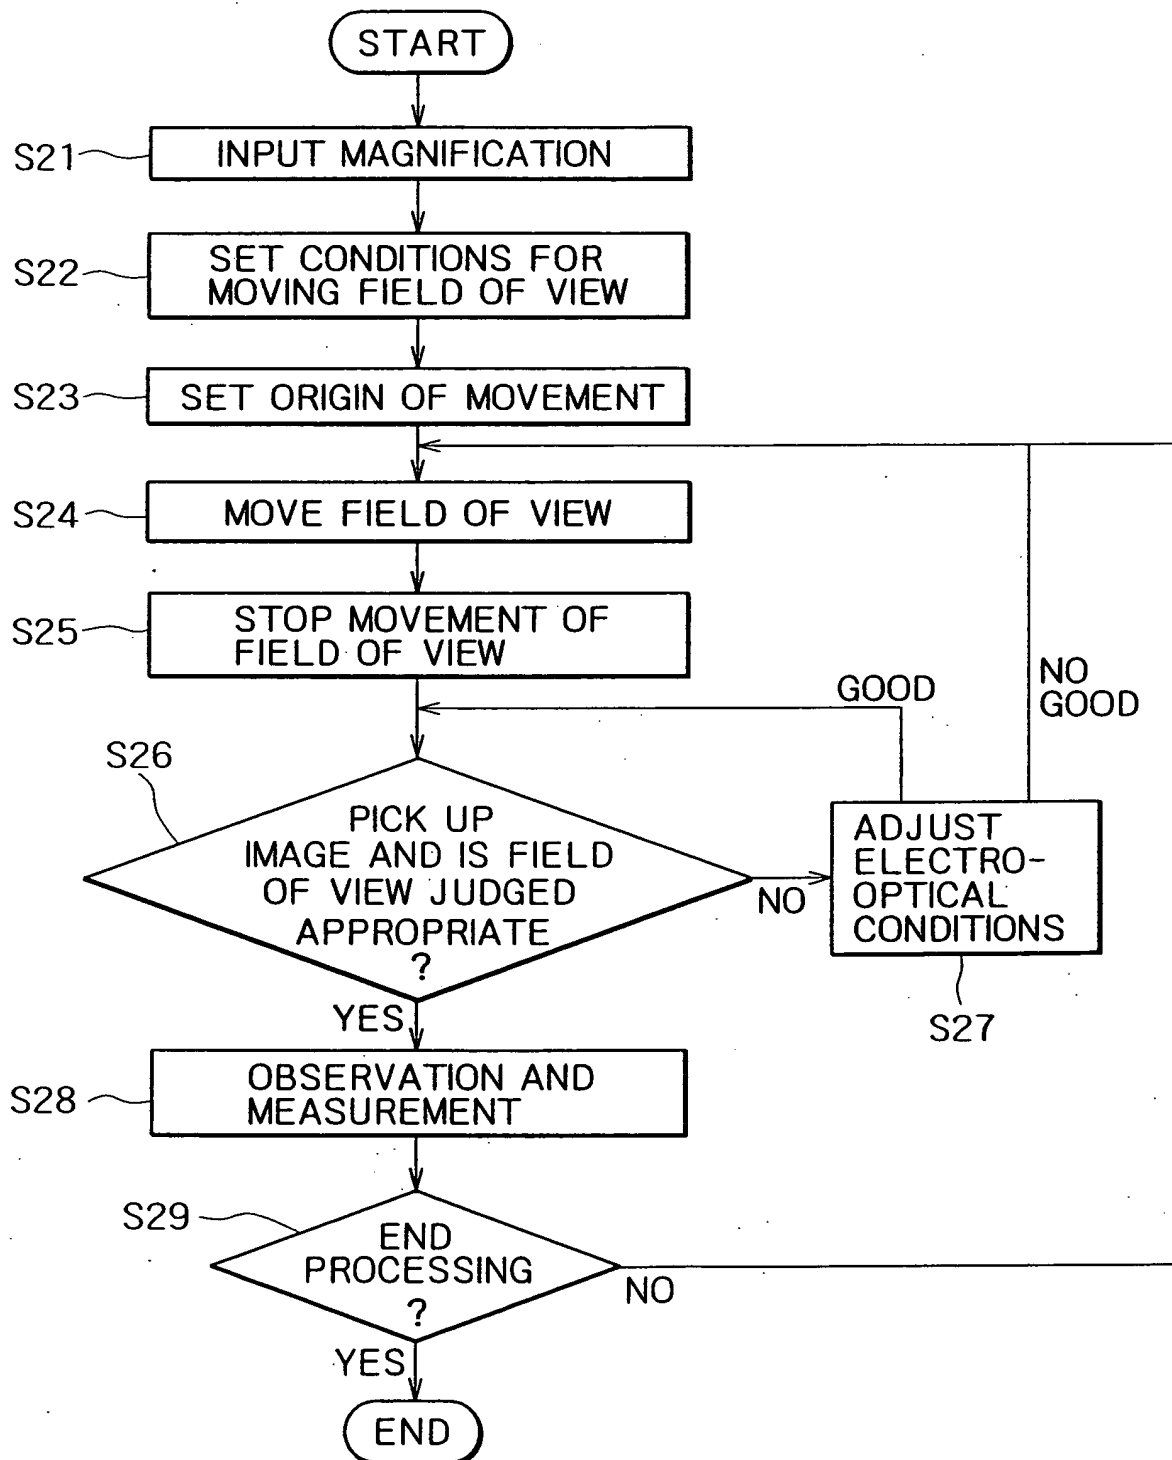 START
S21
INPUT MAGNIFICATION
S22
SET CONDITIONS FOR
MOVING FIELD OF VIEW
S23
SET ORIGIN OF MOVEMENT
S24
MOVE FIELD OF VIEW
S25
STOP MOVEMENT OF
FIELD OF VIEW
GOOD
NO
GOOD
S26
PICK UP
IMAGE AND IS FIELD
OF VIEW JUDGED
APPROPRIATE
?
NO
ADJUST
ELECTRO-
OPTICAL
CONDITIONS
S27
YES
S28
OBSERVATION AND
MEASUREMENT
S29
END
PROCESSING
?
NO
YES
END